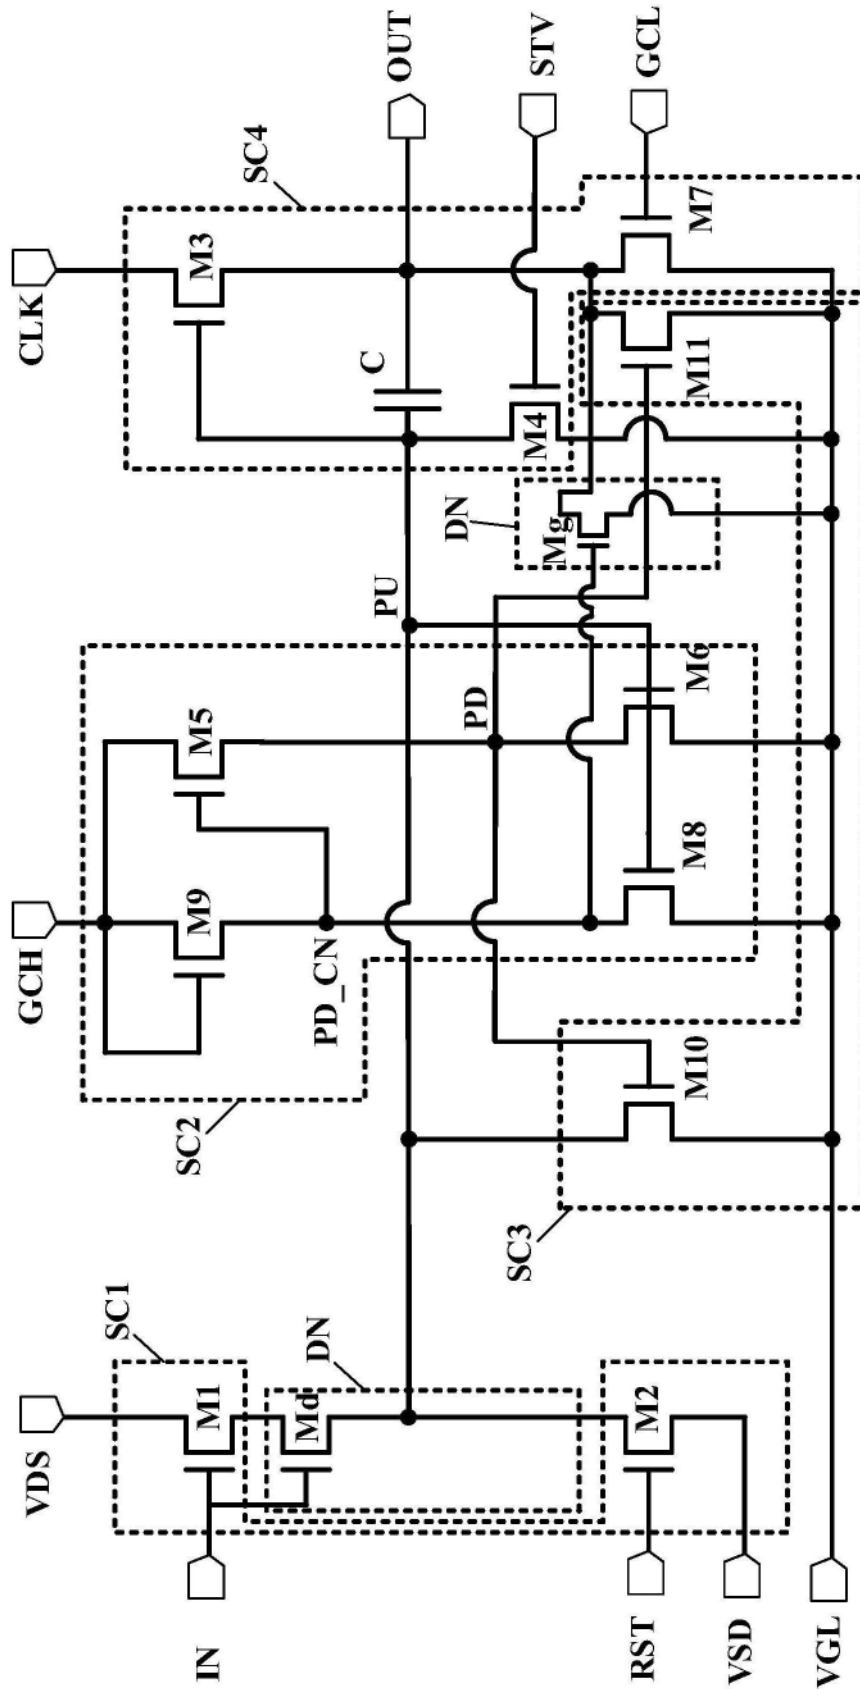 VDS
GCH
CLK
SC1
SC2
SC4
IN
M1
M9
M5
M3
Md
DN
PD_CN
PU
C
OUT
PD
DN
SC3
Mg
M4
STV
RST
M2
GCL
M10
M8
M6
M11
M7
VSD
VGL